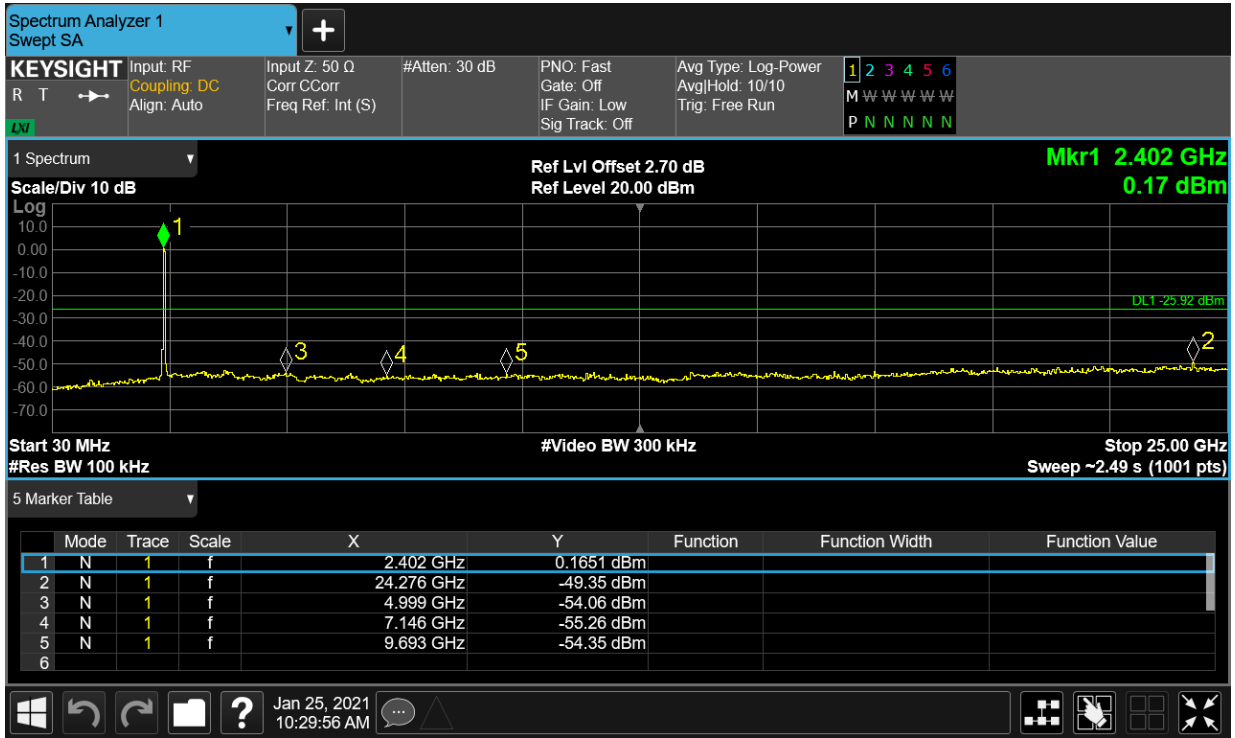 Spectrum Analyzer 1
Swept SA
+
KEYSIGHT
R T
LXI
Input: RF
Coupling: DC
Align: Auto
Input Z: 50 Ω
Corr CCorr
Freq Ref: Int (S)
#Atten: 30 dB
PNO: Fast
Gate: Off
IF Gain: Low
Sig Track: Off
Avg Type: Log-Power
Avg|Hold: 10/10
Trig: Free Run
1 2 3 4 5 6
M W W W W W
P N N N N N
1 Spectrum
Scale/Div 10 dB
Ref Lvl Offset 2.70 dB
Ref Level 20.00 dBm
Mkr1 2.402 GHz
0.17 dBm
Log
10.0
0.00
-10.0
-20.0
-30.0
-40.0
-50.0
-60.0
-70.0
1
3
4
5
2
DL1 -25.92 dBm
Start 30 MHz
#Video BW 300 kHz
Stop 25.00 GHz
#Res BW 100 kHz
Sweep ~2.49 s (1001 pts)
5 Marker Table
Mode Trace Scale X Y Function Function Width Function Value
1 N 1 f 2.402 GHz 0.1651 dBm
2 N 1 f 24.276 GHz -49.35 dBm
3 N 1 f 4.999 GHz -54.06 dBm
4 N 1 f 7.146 GHz -55.26 dBm
5 N 1 f 9.693 GHz -54.35 dBm
6
?
Jan 25, 2021
10:29:56 AM